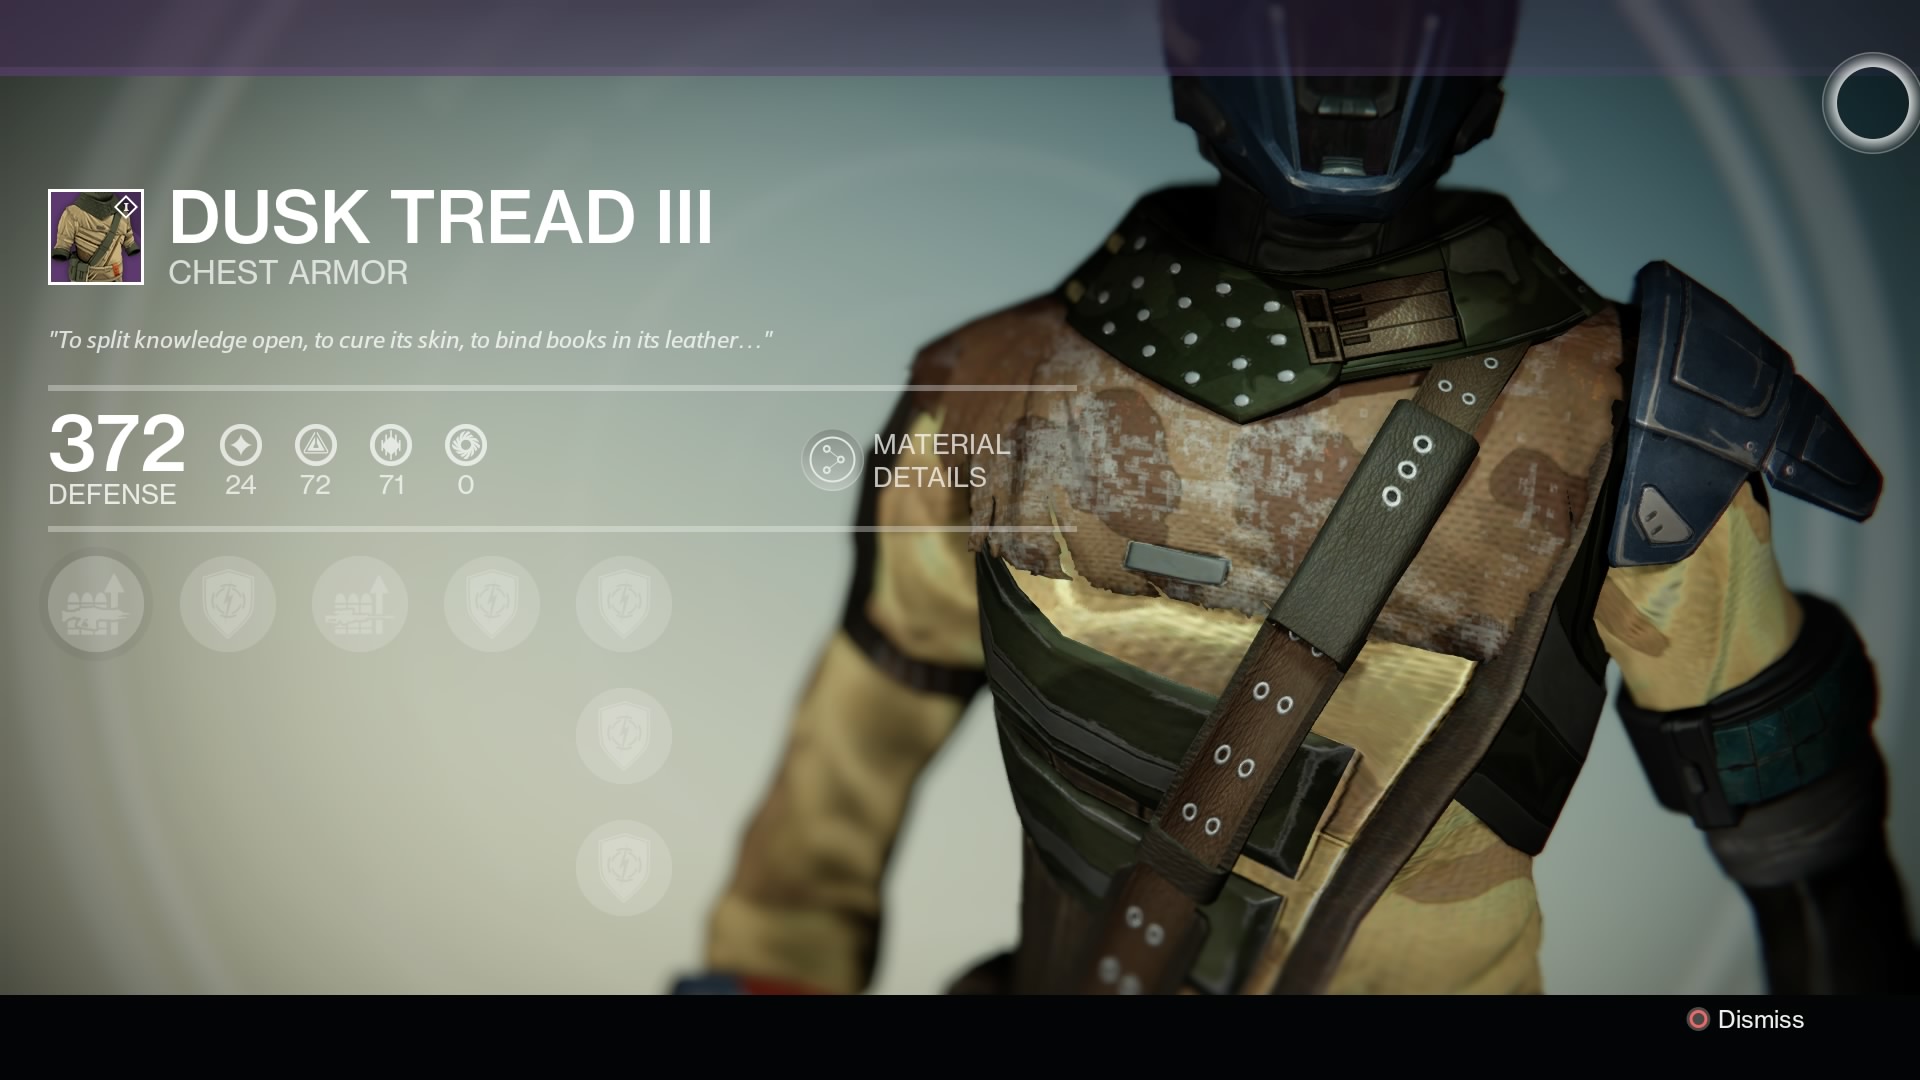 DUSK TREAD III
CHEST ARMOR
"To split knowledge open, to cure its skin, to bind books in its leather…"
372
DEFENSE
24 72 71 0
MATERIAL
DETAILS
Dismiss